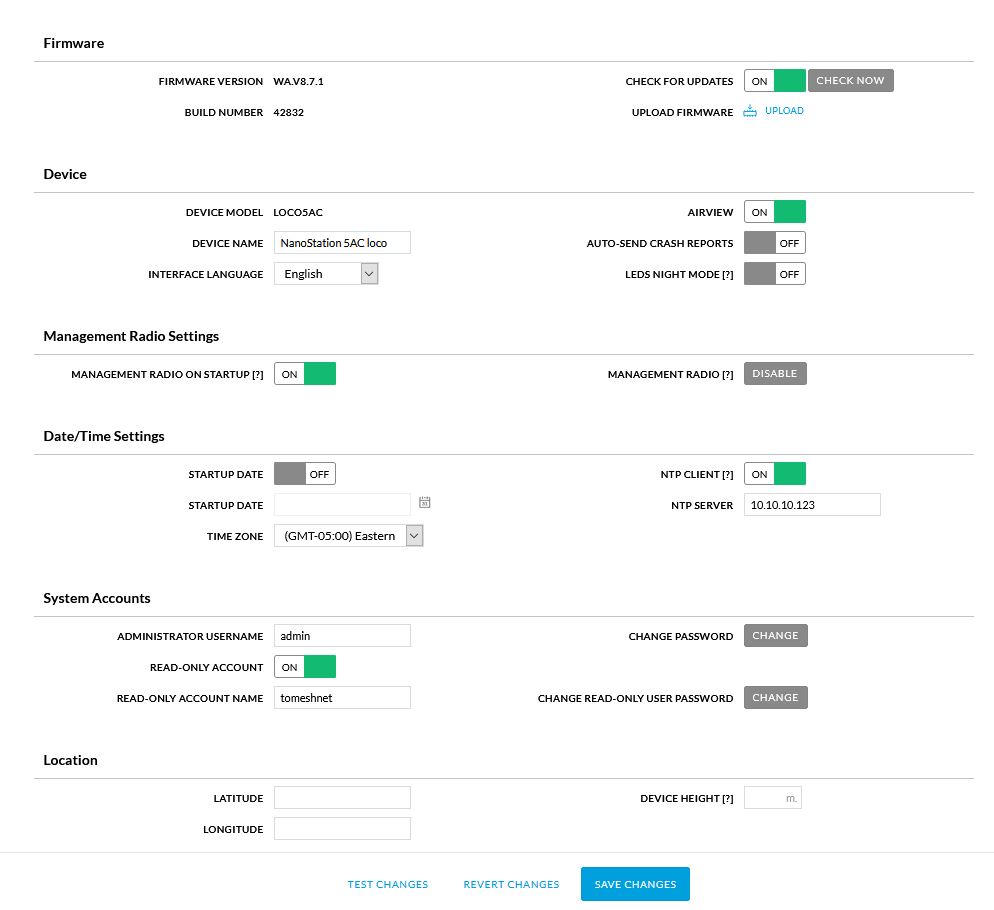 Firmware
FIRMWARE VERSION WA.V8.7.1 CHECK FOR UPDATES ON CHECK NOW
BUILD NUMBER 42832 UPLOAD FIRMWARE UPLOAD
Device
DEVICE MODEL LOCO5AC AIRVIEW ON
DEVICE NAME NanoStation 5AC loco AUTO-SEND CRASH REPORTS OFF
INTERFACE LANGUAGE English LEDS NIGHT MODE [?] OFF
Management Radio Settings
MANAGEMENT RADIO ON STARTUP [?] ON MANAGEMENT RADIO [?] DISABLE
Date/Time Settings
STARTUP DATE OFF NTP CLIENT [?] ON
STARTUP DATE NTP SERVER 10.10.10.123
TIME ZONE (GMT-05:00) Eastern
System Accounts
ADMINISTRATOR USERNAME admin CHANGE PASSWORD CHANGE
READ-ONLY ACCOUNT ON
READ-ONLY ACCOUNT NAME tomeshnet CHANGE READ-ONLY USER PASSWORD CHANGE
Location
LATITUDE DEVICE HEIGHT [?] m.
LONGITUDE
TEST CHANGES REVERT CHANGES SAVE CHANGES